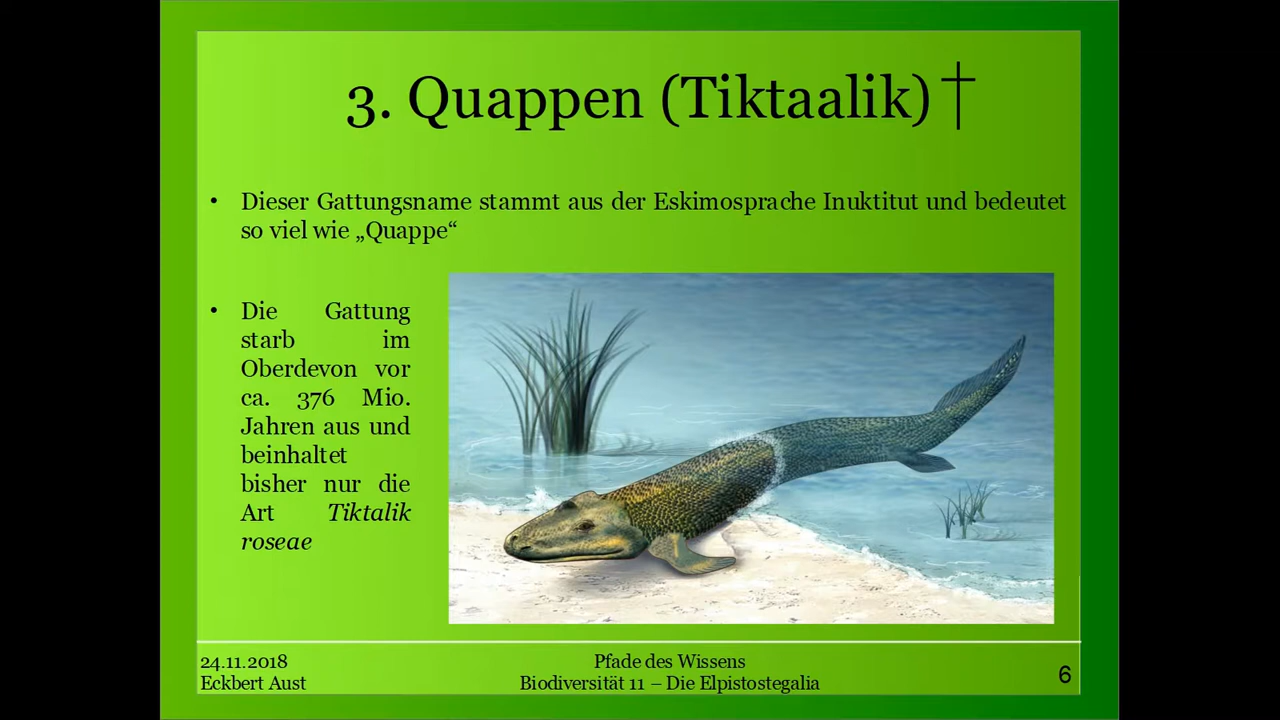 3. Quappen (Tiktaalik)†
• Dieser Gattungsname stammt aus der Eskimosprache Inuktitut und bedeutet
so viel wie „Quappe“
• Die Gattung
starb im
Oberdevon vor
ca. 376 Mio.
Jahren aus und
beinhaltet
bisher nur die
Art Tiktalik
roseae
24.11.2018
Eckbert Aust
Pfade des Wissens
Biodiversität 11 – Die Elpistostegalia
6